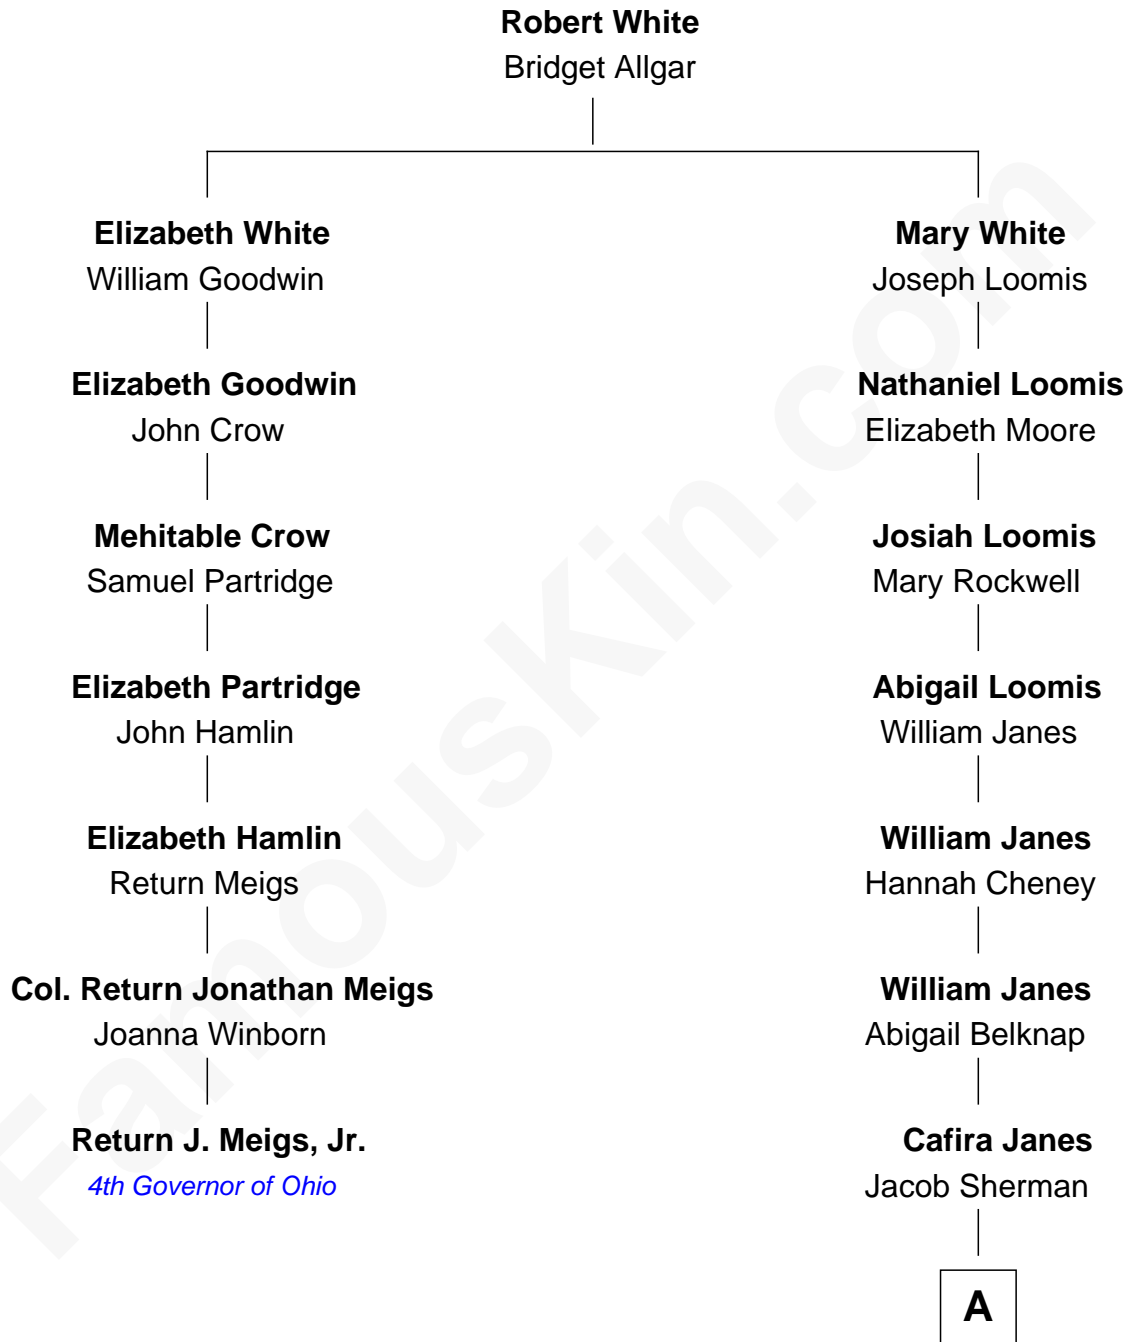 Robert White
Bridget Allgar
Elizabeth White
William Goodwin
Mary White
Joseph Loomis
Elizabeth Goodwin
John Crow
Nathaniel Loomis
Elizabeth Moore
Mehitable Crow
Samuel Partridge
Josiah Loomis
Mary Rockwell
Elizabeth Partridge
John Hamlin
Abigail Loomis
William Janes
Elizabeth Hamlin
Return Meigs
William Janes
Hannah Cheney
Col. Return Jonathan Meigs
Joanna Winborn
William Janes
Abigail Belknap
Return J. Meigs, Jr.
4th Governor of Ohio
Cafira Janes
Jacob Sherman
A
FamousKin.com